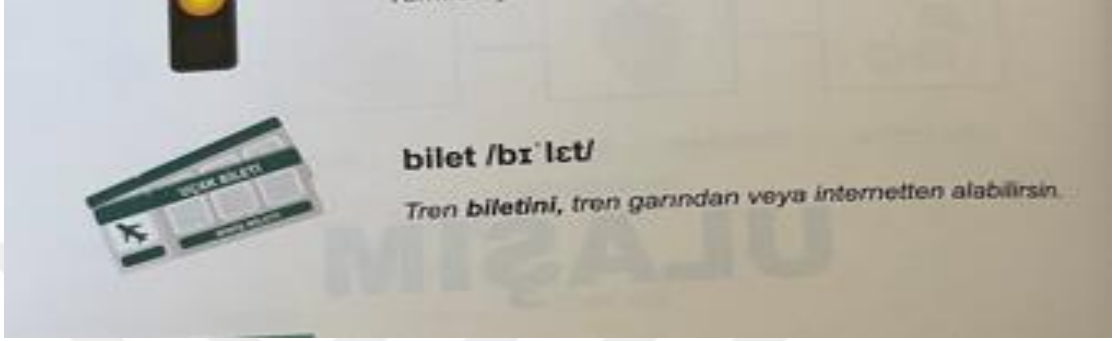 UÇAK BİLETİ
bilet /bɪˈlɛt/
Tren biletini, tren garından veya internetten alabilirsin.
ULAŞIM